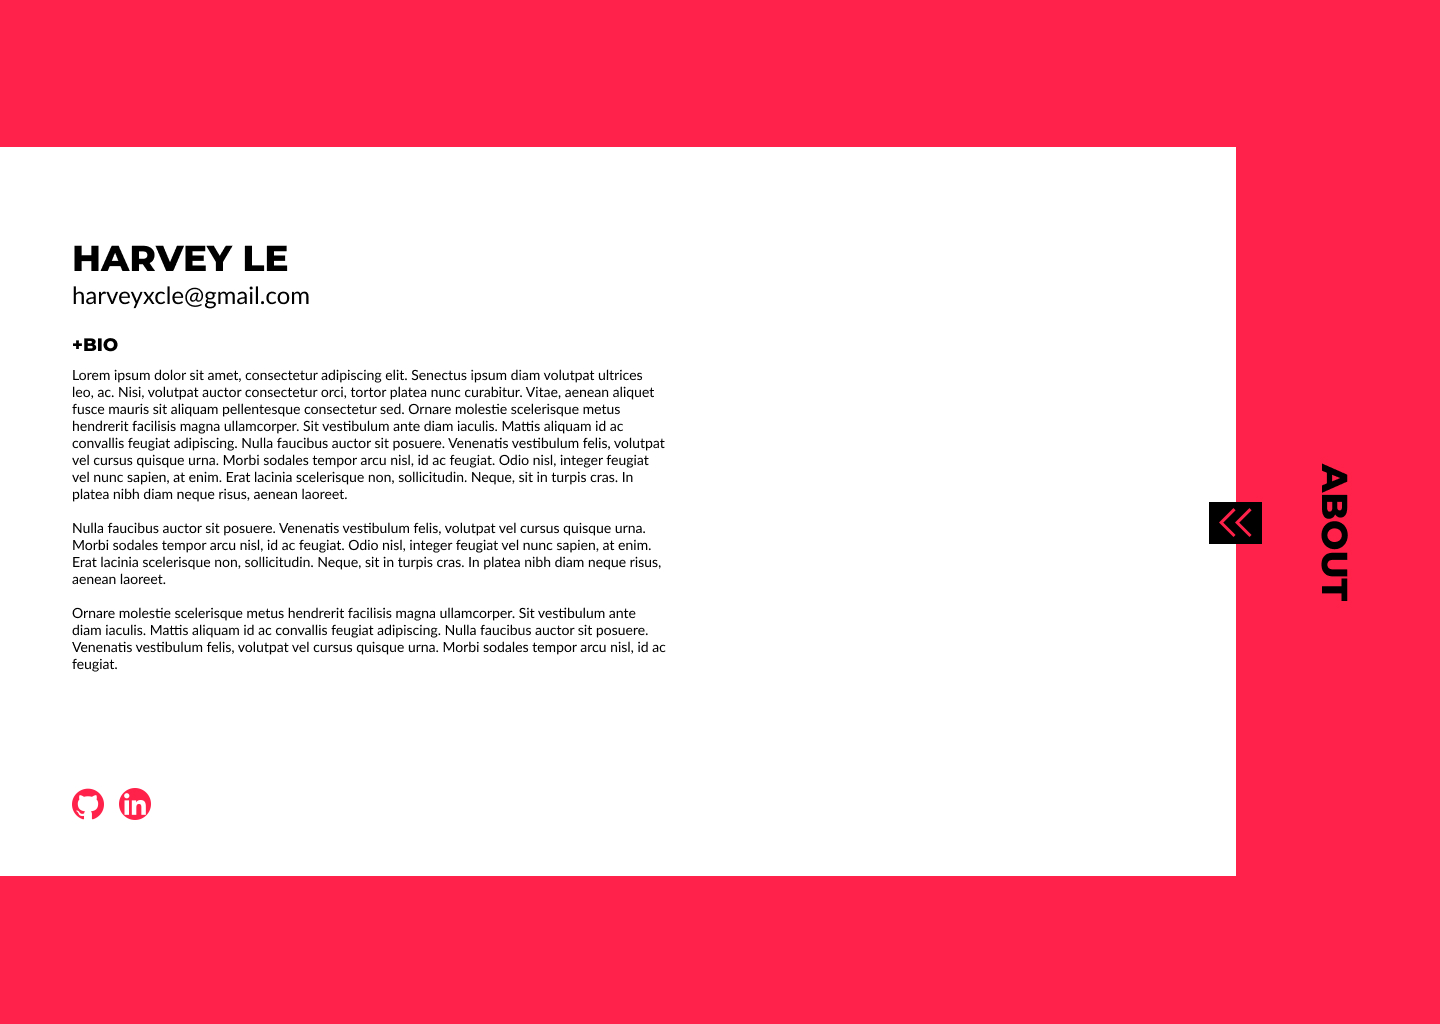 HARVEY LE
harveyxcle@gmail.com
+BIO
Lorem ipsum dolor sit amet, consectetur adipiscing elit. Senectus ipsum diam volutpat ultrices
leo, ac. Nisi, volutpat auctor consectetur orci, tortor platea nunc curabitur. Vitae, aenean aliquet
fusce mauris sit aliquam pellentesque consectetur sed. Ornare molestie scelerisque metus
hendrerit facilisis magna ullamcorper. Sit vestibulum ante diam iaculis. Mattis aliquam id ac
convallis feugiat adipiscing. Nulla faucibus auctor sit posuere. Venenatis vestibulum felis, volutpat
vel cursus quisque urna. Morbi sodales tempor arcu nisl, id ac feugiat. Odio nisl, integer feugiat
vel nunc sapien, at enim. Erat lacinia scelerisque non, sollicitudin. Neque, sit in turpis cras. In
platea nibh diam neque risus, aenean laoreet.
Nulla faucibus auctor sit posuere. Venenatis vestibulum felis, volutpat vel cursus quisque urna.
Morbi sodales tempor arcu nisl, id ac feugiat. Odio nisl, integer feugiat vel nunc sapien, at enim.
Erat lacinia scelerisque non, sollicitudin. Neque, sit in turpis cras. In platea nibh diam neque risus,
aenean laoreet.
Ornare molestie scelerisque metus hendrerit facilisis magna ullamcorper. Sit vestibulum ante
diam iaculis. Mattis aliquam id ac convallis feugiat adipiscing. Nulla faucibus auctor sit posuere.
Venenatis vestibulum felis, volutpat vel cursus quisque urna. Morbi sodales tempor arcu nisl, id ac
feugiat.
in
ABOUT